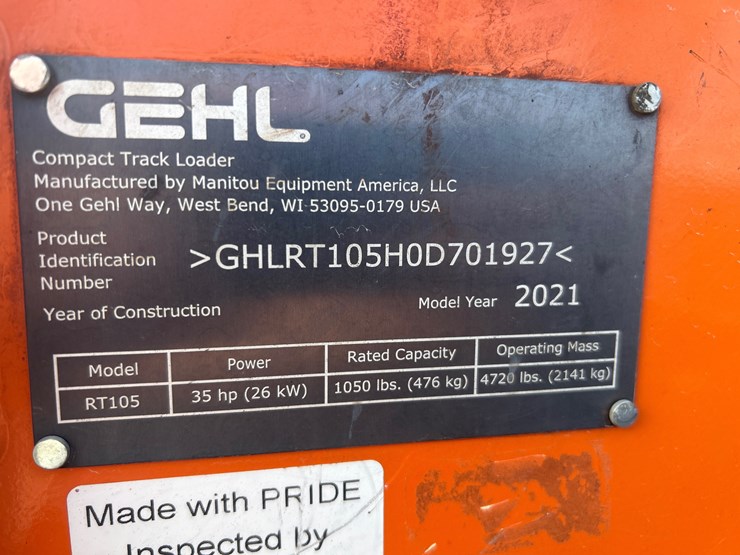 GEHL
Compact Track Loader
Manufactured by Manitou Equipment America, LLC
One Gehl Way, West Bend, WI 53095-0179 USA
Product
Identification
Number
>GHLRT105H0D701927<
Year of Construction
Model Year 2021
Model Power Rated Capacity Operating Mass
RT105 35 hp (26 kW) 1050 lbs. (476 kg) 4720 lbs. (2141 kg)
Made with PRIDE
Inspected by